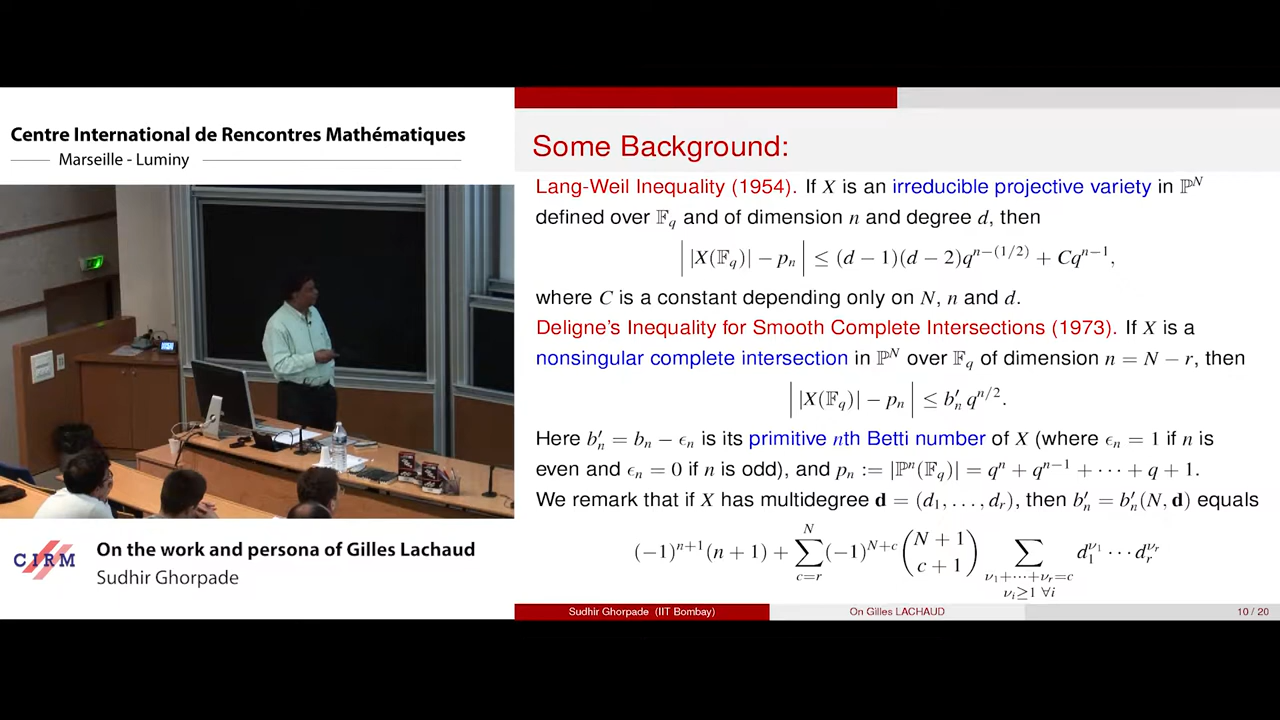 Centre International de Rencontres Mathématiques
Marseille - Luminy
CIRM
On the work and persona of Gilles Lachaud
Sudhir Ghorpade
Some Background:
Lang-Weil Inequality (1954). If X is an irreducible projective variety in ℙ^N
defined over 𝔽_q and of dimension n and degree d, then
| |X(𝔽_q)| − p_n | ≤ (d − 1)(d − 2)q^{n−(1/2)} + Cq^{n−1},
where C is a constant depending only on N, n and d.
Deligne's Inequality for Smooth Complete Intersections (1973). If X is a
nonsingular complete intersection in ℙ^N over 𝔽_q of dimension n = N − r, then
| |X(𝔽_q)| − p_n | ≤ b′_n q^{n/2}.
Here b′_n = b_n − ϵ_n is its primitive nth Betti number of X (where ϵ_n = 1 if n is
even and ϵ_n = 0 if n is odd), and p_n := |ℙ^n(𝔽_q)| = q^n + q^{n−1} + ⋯ + q + 1.
We remark that if X has multidegree d = (d_1, . . . , d_r), then b′_n = b′_n(N, d) equals
(−1)^{n+1}(n + 1) + ∑_{c=r}^{N} (−1)^{N+c} \binom{N + 1}{c + 1} ∑_{ν_1+⋯+ν_r=c, ν_i≥1 ∀i} d_1^{ν_1} ⋯ d_r^{ν_r}
Sudhir Ghorpade (IIT Bombay)
On Gilles LACHAUD
10 / 20